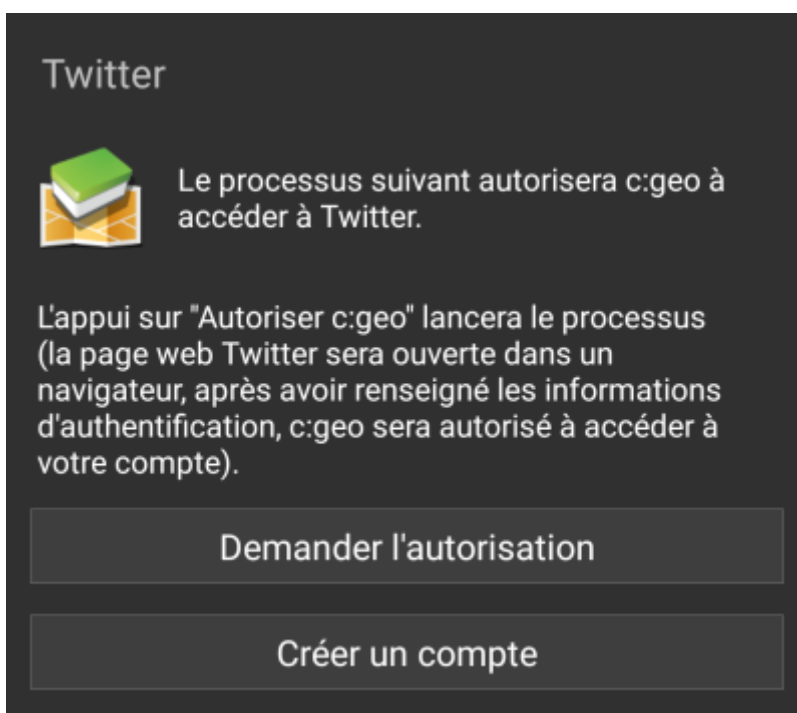 Twitter
Le processus suivant autorisera c:geo à
accéder à Twitter.
L'appui sur "Autoriser c:geo" lancera le processus
(la page web Twitter sera ouverte dans un
navigateur, après avoir renseigné les informations
d'authentification, c:geo sera autorisé à accéder à
votre compte).
Demander l'autorisation
Créer un compte